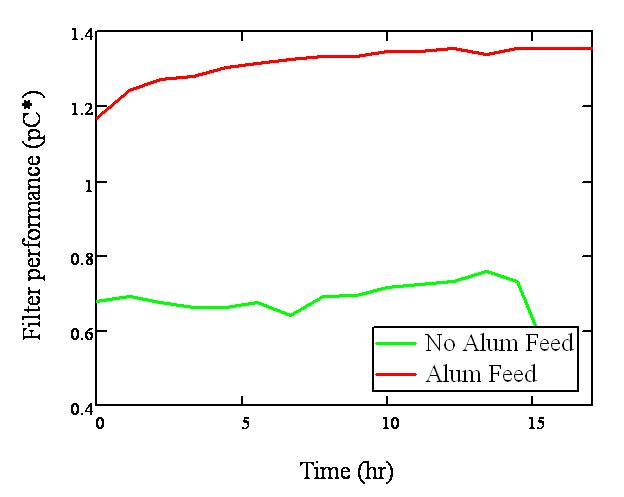 1.4
1.2
1
0.8
0.6
0.4
Filter performance (pC*)
No Alum Feed
Alum Feed
0 5 10 15
Time (hr)